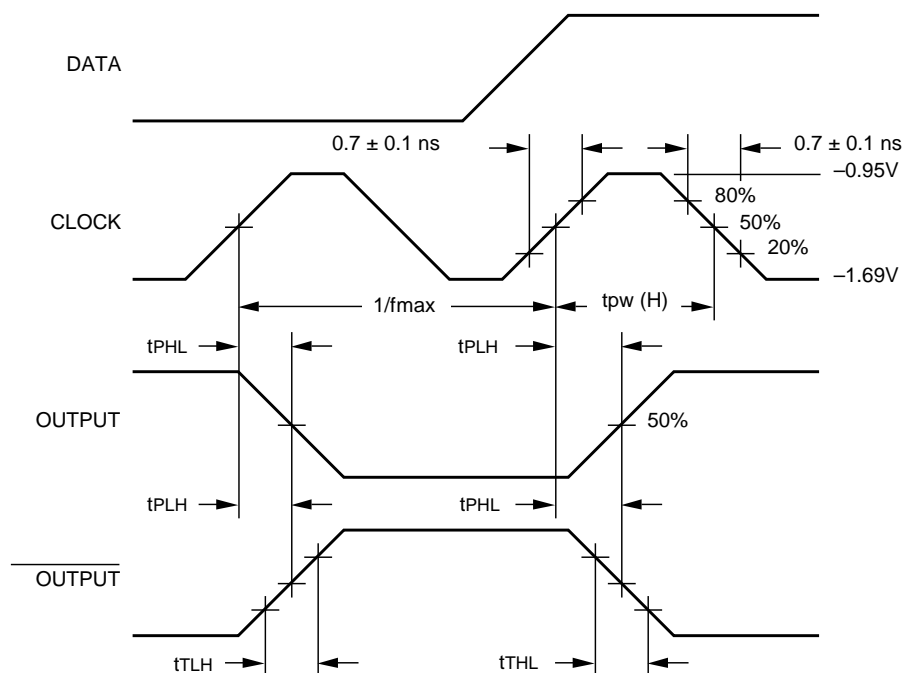 DATA
0.7 ± 0.1 ns
0.7 ± 0.1 ns
–0.95V
80%
CLOCK
50%
20%
–1.69V
1/fmax
tpw (H)
tPHL
tPLH
OUTPUT
50%
tPLH
tPHL
OUTPUT
tTLH
tTHL